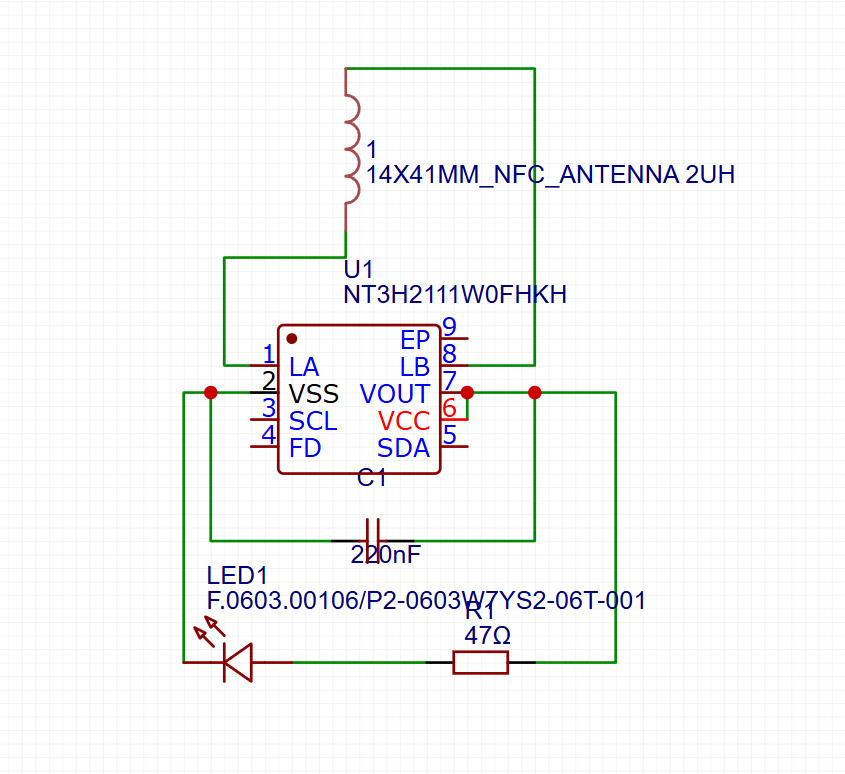 1
14X41MM_NFC_ANTENNA 2UH
U1
NT3H2111W0FHKH
EP 9
1 LA LB 8
2 VSS VOUT 7
3 SCL VCC 6
4 FD SDA 5
C1
220nF
LED1
F.0603.00106/P2-0603W7YS2-06T-001
R1
47Ω